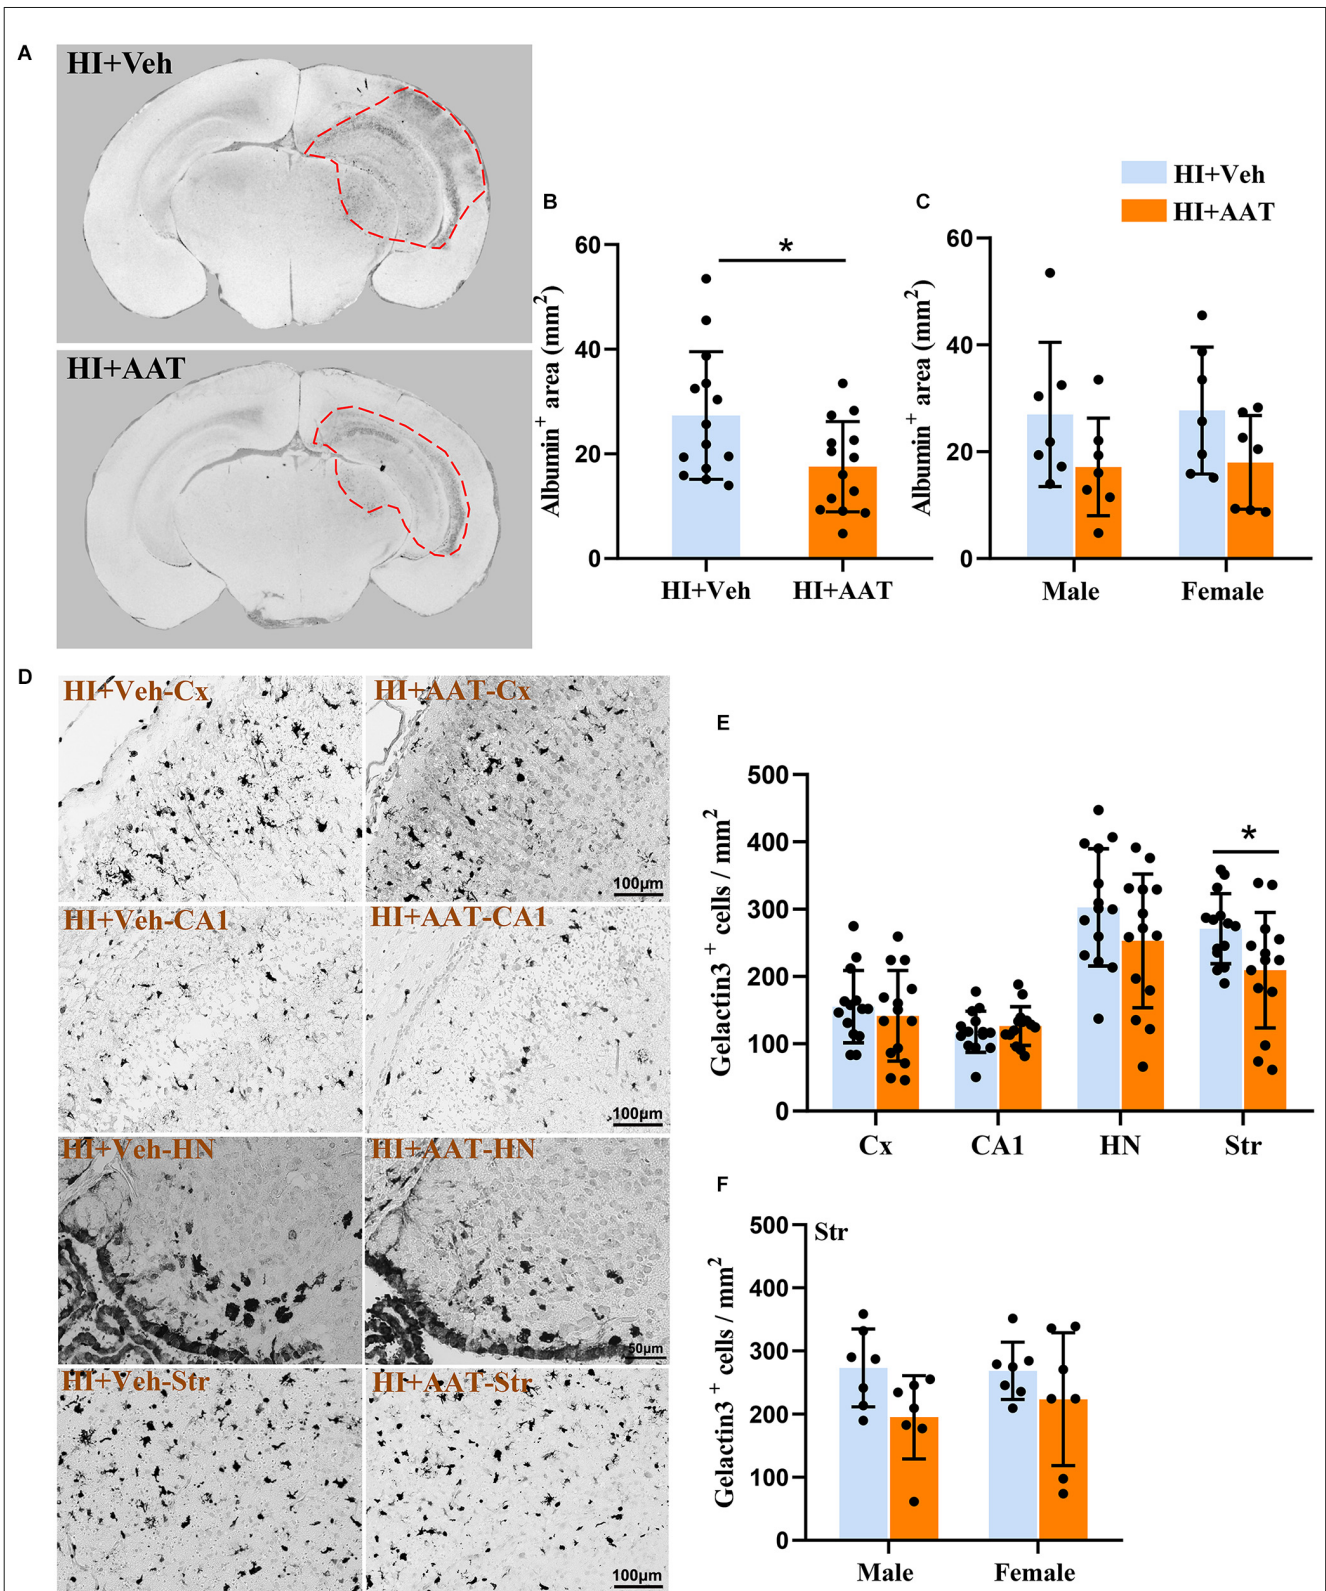 A
HI+Veh
HI+AAT
B
60
40
20
0
Albumin+ area (mm2)
*
HI+Veh
HI+AAT
C
HI+Veh
HI+AAT
60
40
20
0
Albumin+ area (mm2)
Male
Female
D
HI+Veh-Cx
HI+AAT-Cx
100μm
HI+Veh-CA1
HI+AAT-CA1
100μm
HI+Veh-HN
HI+AAT-HN
50μm
HI+Veh-Str
HI+AAT-Str
100μm
E
500
400
300
200
100
0
Gelactin3 + cells / mm2
*
Cx
CA1
HN
Str
F
Str
500
400
300
200
100
0
Gelactin3 + cells / mm2
Male
Female